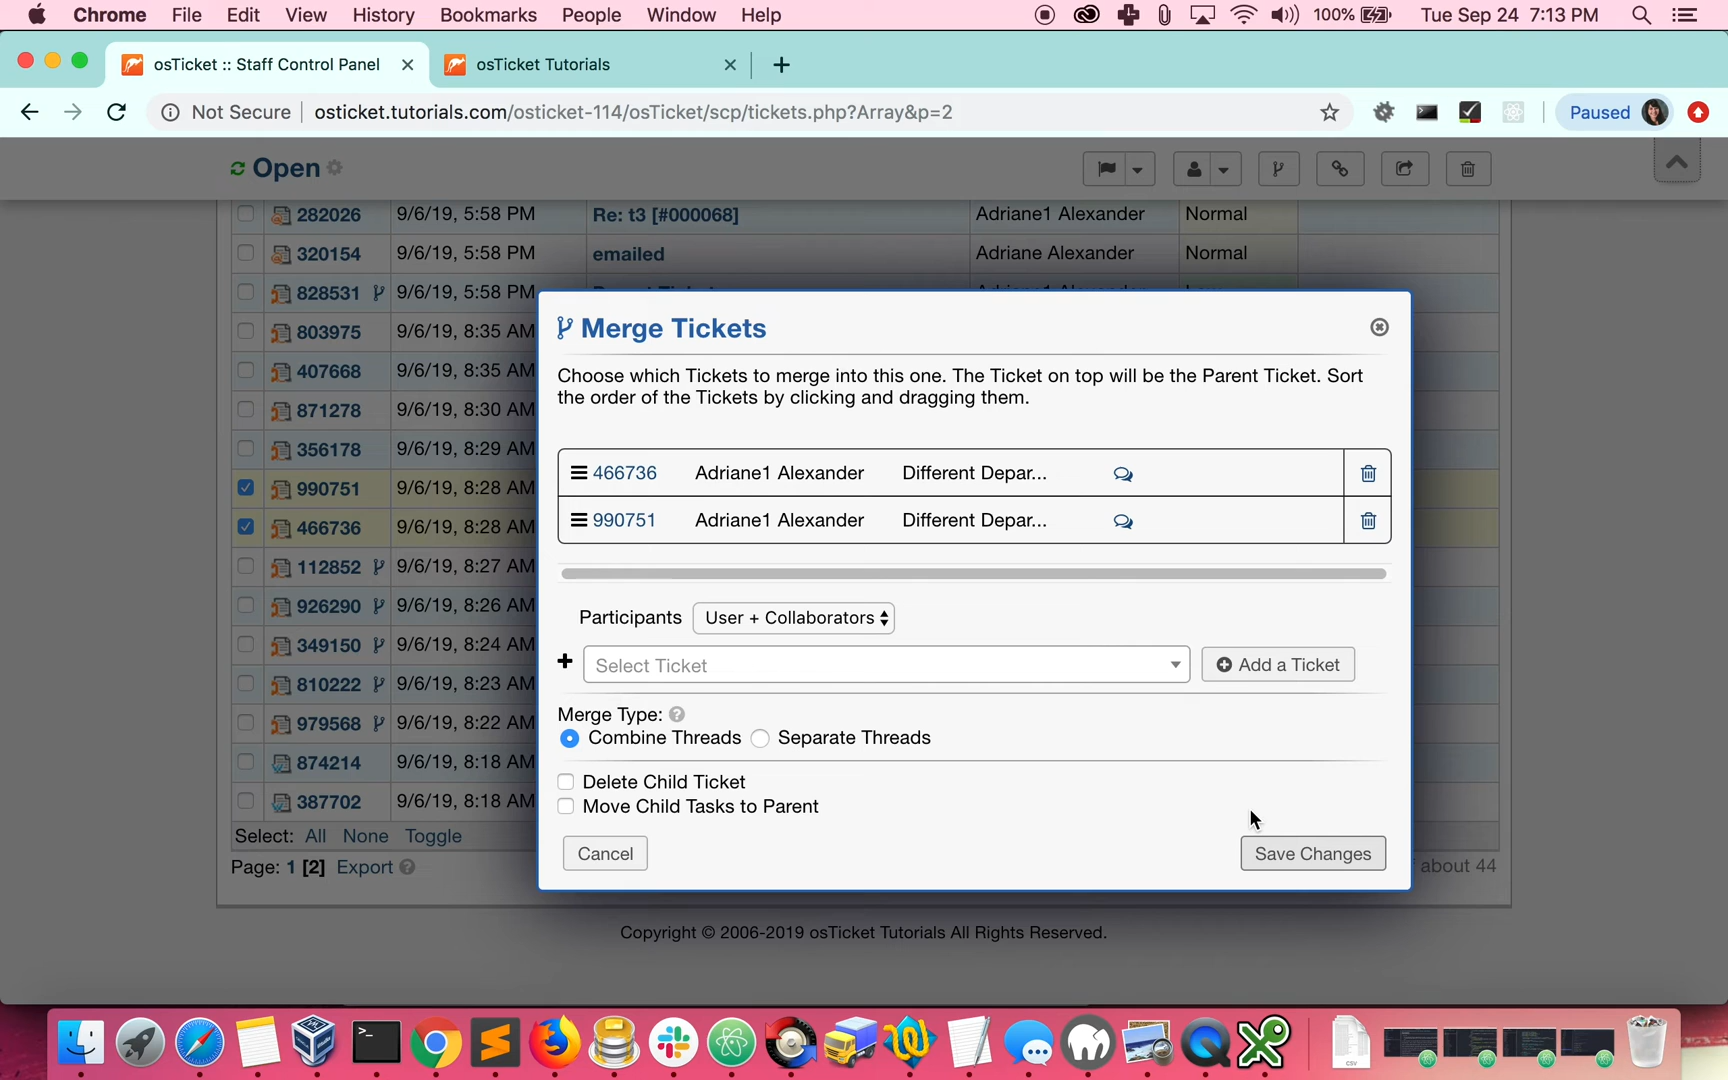 Chrome File Edit View History Bookmarks People Window Help 100% Tue Sep 24 7:13 PM
osTicket :: Staff Control Panel osTicket Tutorials
Not Secure osticket.tutorials.com/osticket-114/osTicket/scp/tickets.php?Array&p=2 Paused
Open
282026 9/6/19, 5:58 PM Re: t3 [#000068] Adriane1 Alexander Normal
320154 9/6/19, 5:58 PM emailed Adriane Alexander Normal
828531 9/6/19, 5:58 PM
803975 9/6/19, 8:35 AM
407668 9/6/19, 8:35 AM
871278 9/6/19, 8:30 AM
356178 9/6/19, 8:29 AM
990751 9/6/19, 8:28 AM
466736 9/6/19, 8:28 AM
112852 9/6/19, 8:27 AM
926290 9/6/19, 8:26 AM
349150 9/6/19, 8:24 AM
810222 9/6/19, 8:23 AM
979568 9/6/19, 8:22 AM
874214 9/6/19, 8:18 AM
387702 9/6/19, 8:18 AM
Select: All None Toggle
Page: 1 [2] Export about 44
Merge Tickets
Choose which Tickets to merge into this one. The Ticket on top will be the Parent Ticket. Sort
the order of the Tickets by clicking and dragging them.
466736 Adriane1 Alexander Different Depar...
990751 Adriane1 Alexander Different Depar...
Participants User + Collaborators
Select Ticket Add a Ticket
Merge Type:
Combine Threads Separate Threads
Delete Child Ticket
Move Child Tasks to Parent
Cancel Save Changes
Copyright © 2006-2019 osTicket Tutorials All Rights Reserved.
CSV